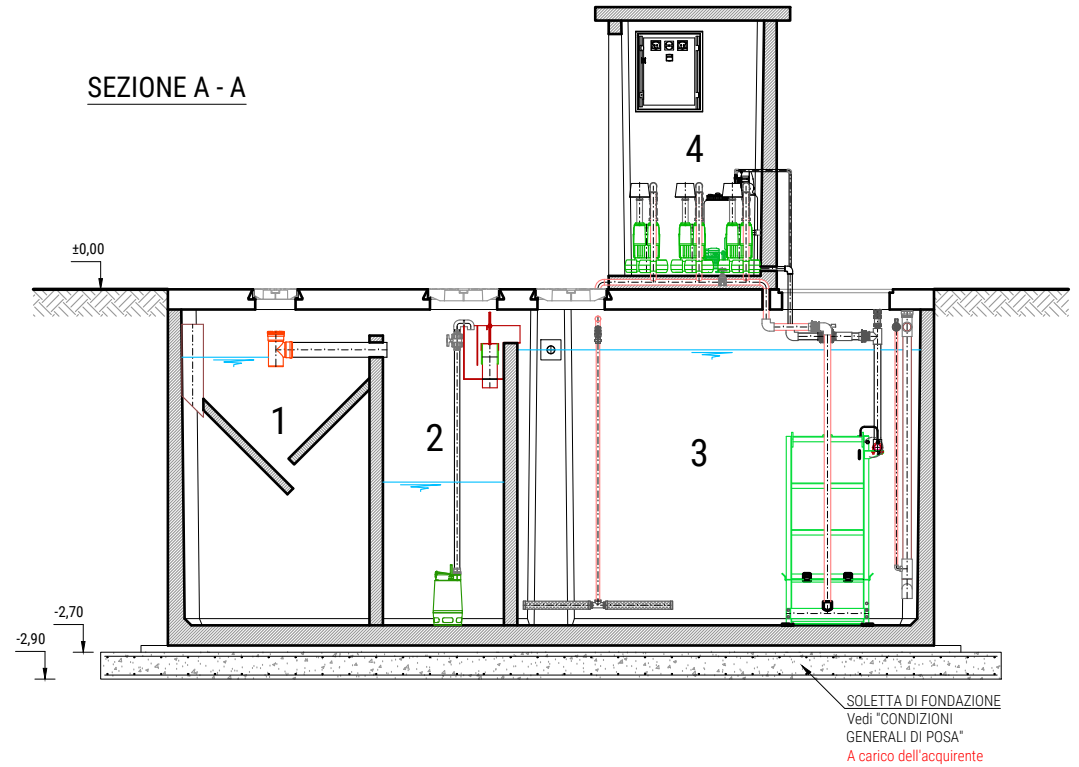 SEZIONE A - A
4
±0,00
1
2
3
-2,70
-2,90
SOLETTA DI FONDAZIONE
Vedi "CONDIZIONI
GENERALI DI POSA"
A carico dell'acquirente